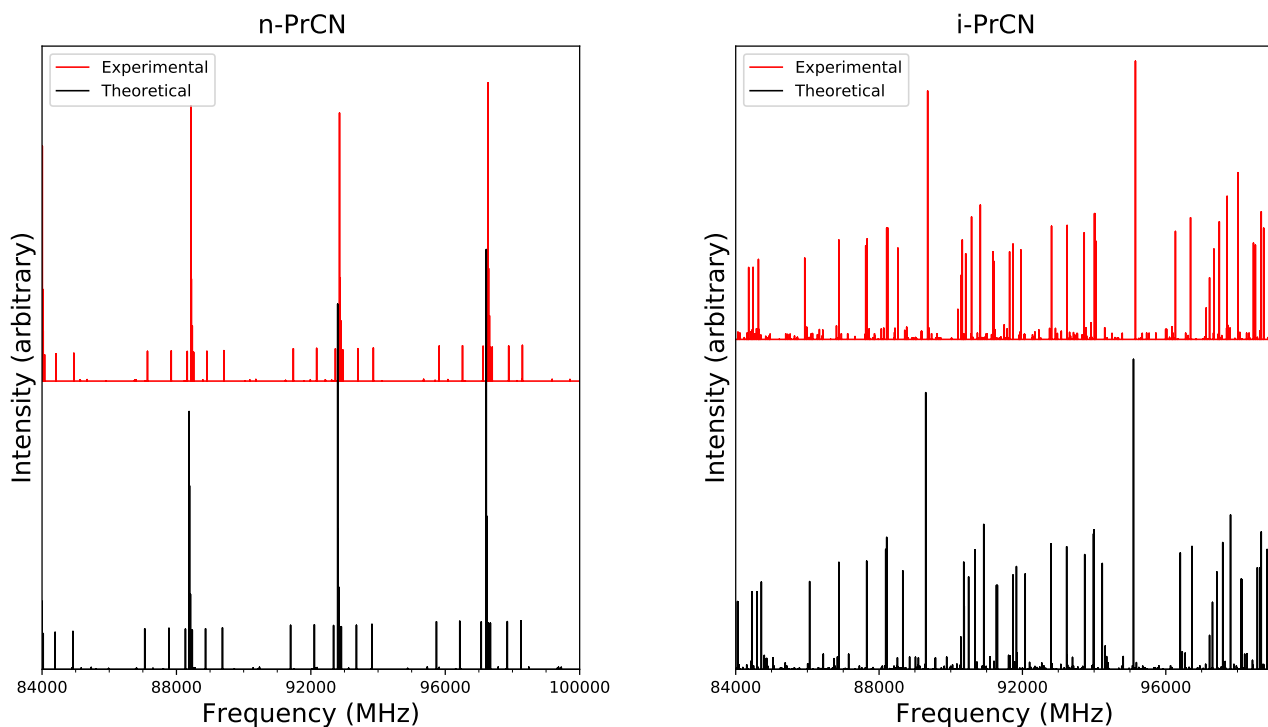 n-PrCN
Experimental
Theoretical
Intensity (arbitrary)
84000
88000
92000
96000
100000
Frequency (MHz)
i-PrCN
Experimental
Theoretical
Intensity (arbitrary)
84000
88000
92000
96000
Frequency (MHz)